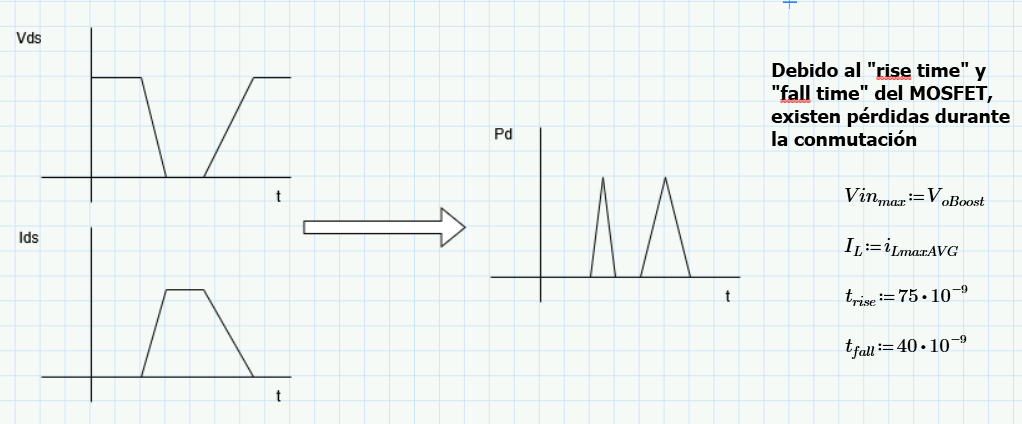 Vds
t
Ids
t
Pd
t
Debido al "rise time" y
"fall time" del MOSFET,
existen pérdidas durante
la conmutación
Vin_max:=V_oBoost
I_L:=i_LmaxAVG
t_rise:=75·10^-9
t_fall:=40·10^-9